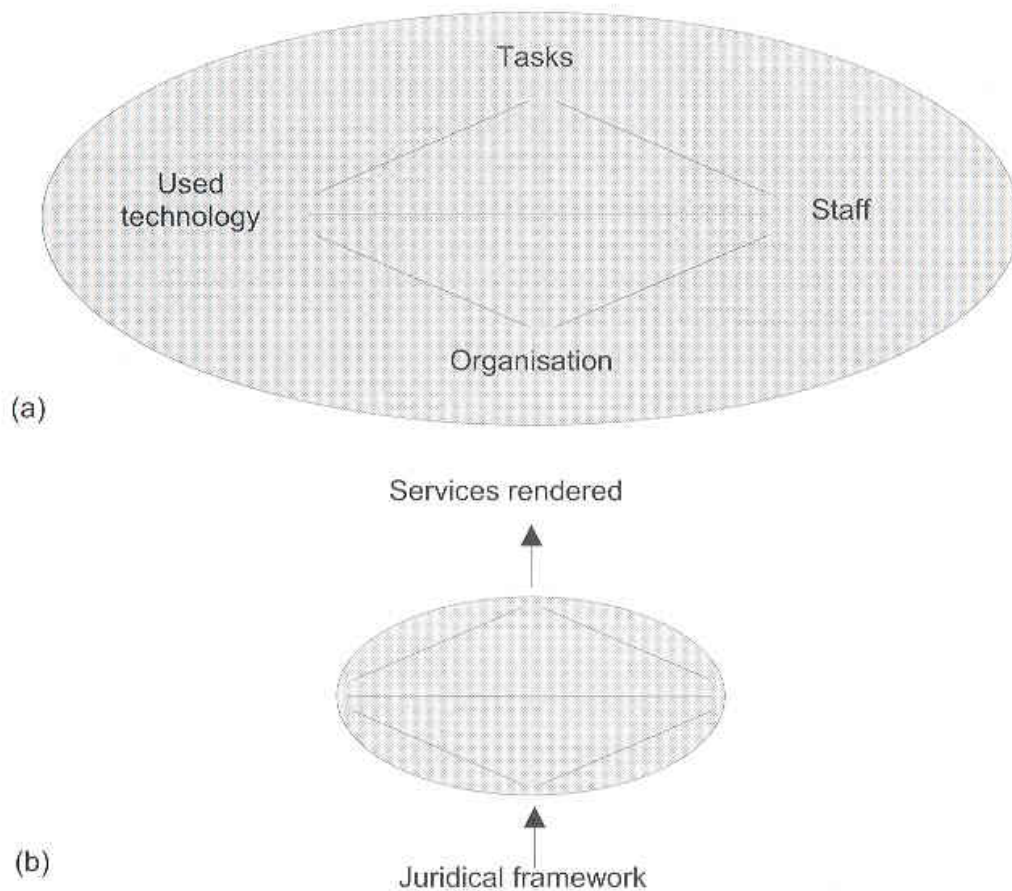 Tasks
Used
technology
Staff
Organisation
(a)
Services rendered
(b)
Juridical framework